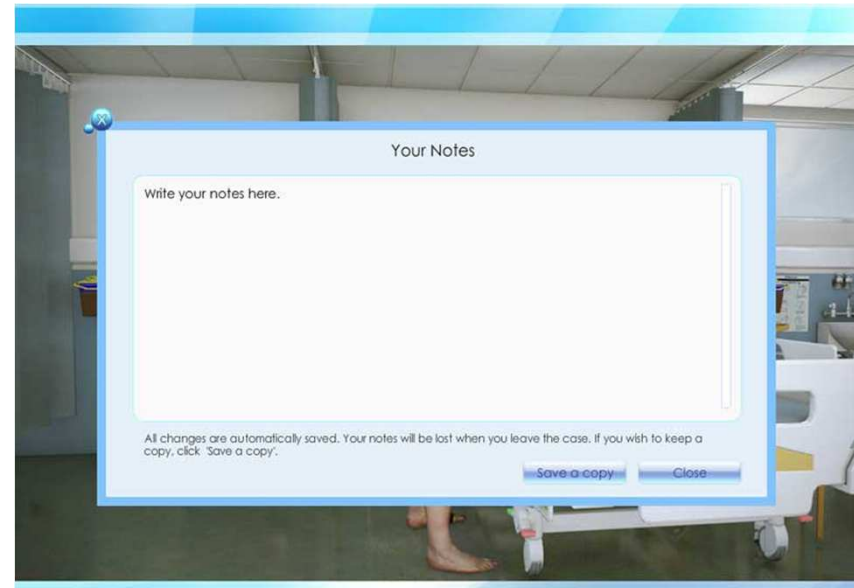 Your Notes
Write your notes here.
All changes are automatically saved. Your notes will be lost when you leave the case. If you wish to keep a
copy, click 'Save a copy'.
Save a copy
Close